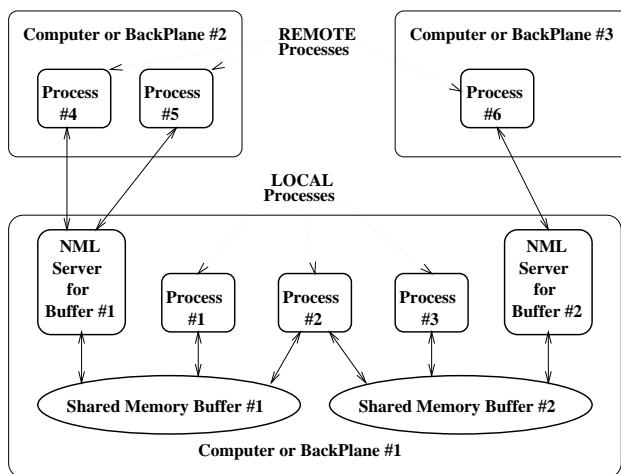 Computer or BackPlane #2
REMOTE
Processes
Computer or BackPlane #3
Process
#4
Process
#5
Process
#6
LOCAL
Processes
NML
Server
for
Buffer #1
Process
#1
Process
#2
Process
#3
NML
Server
for
Buffer #2
Shared Memory Buffer #1
Shared Memory Buffer #2
Computer or BackPlane #1